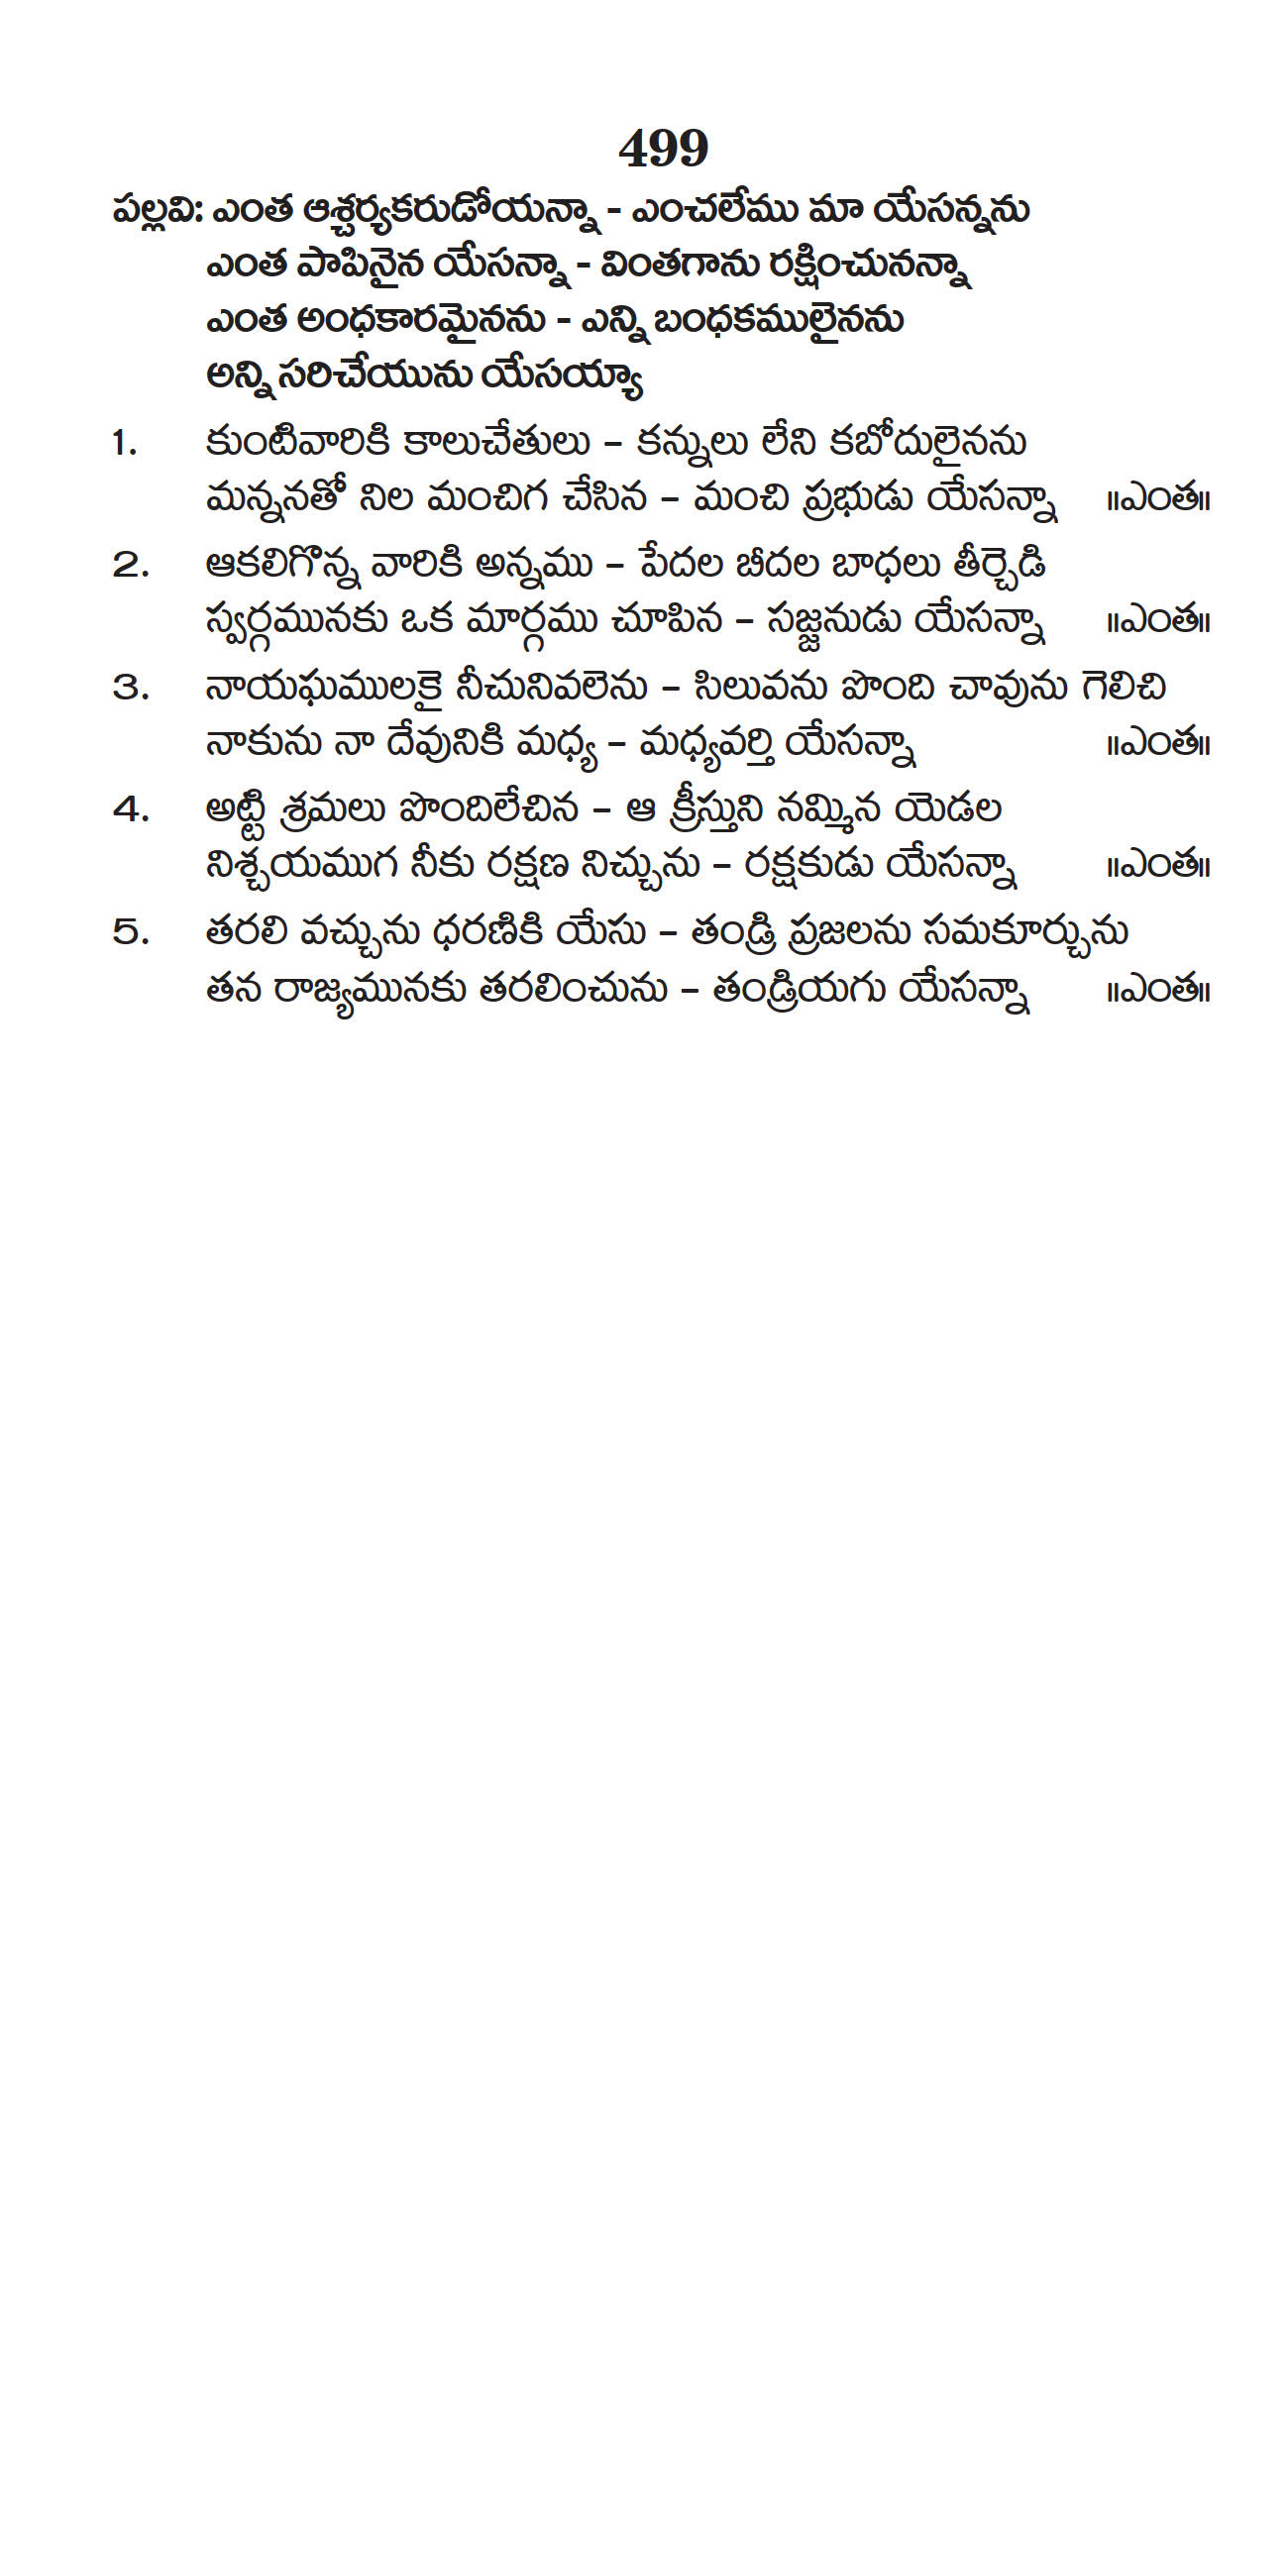 499
పల్లవి: ఎంత ఆశ్చర్యకరుడోయన్నా - ఎంచలేము మా యేసన్నను
ఎంత పాపినైన యేసన్నా - వింతగాను రక్షించునన్నా
ఎంత అంధకారమైనను - ఎన్ని బంధకములైనను
అన్ని సరిచేయును యేసయ్యా
1. కుంటివారికి కాలుచేతులు – కన్నులు లేని కబోదులైనను
మన్ననతో నిల మంచిగ చేసిన – మంచి ప్రభుడు యేసన్నా ॥ఎంత॥
2. ఆకలిగొన్న వారికి అన్నము – పేదల బీదల బాధలు తీర్చెడి
స్వర్గమునకు ఒక మార్గము చూపిన – సజ్జనుడు యేసన్నా ॥ఎంత॥
3. నాయఘములకై నీచునివలెను – సిలువను పొంది చావును గెలిచి
నాకును నా దేవునికి మధ్య – మధ్యవర్తి యేసన్నా ॥ఎంత॥
4. అట్టి శ్రమలు పొందిలేచిన – ఆ క్రీస్తుని నమ్మిన యెడల
నిశ్చయముగ నీకు రక్షణ నిచ్చును – రక్షకుడు యేసన్నా ॥ఎంత॥
5. తరలి వచ్చును ధరణికి యేసు – తండ్రి ప్రజలను సమకూర్చును
తన రాజ్యమునకు తరలించును – తండ్రియగు యేసన్నా ॥ఎంత॥